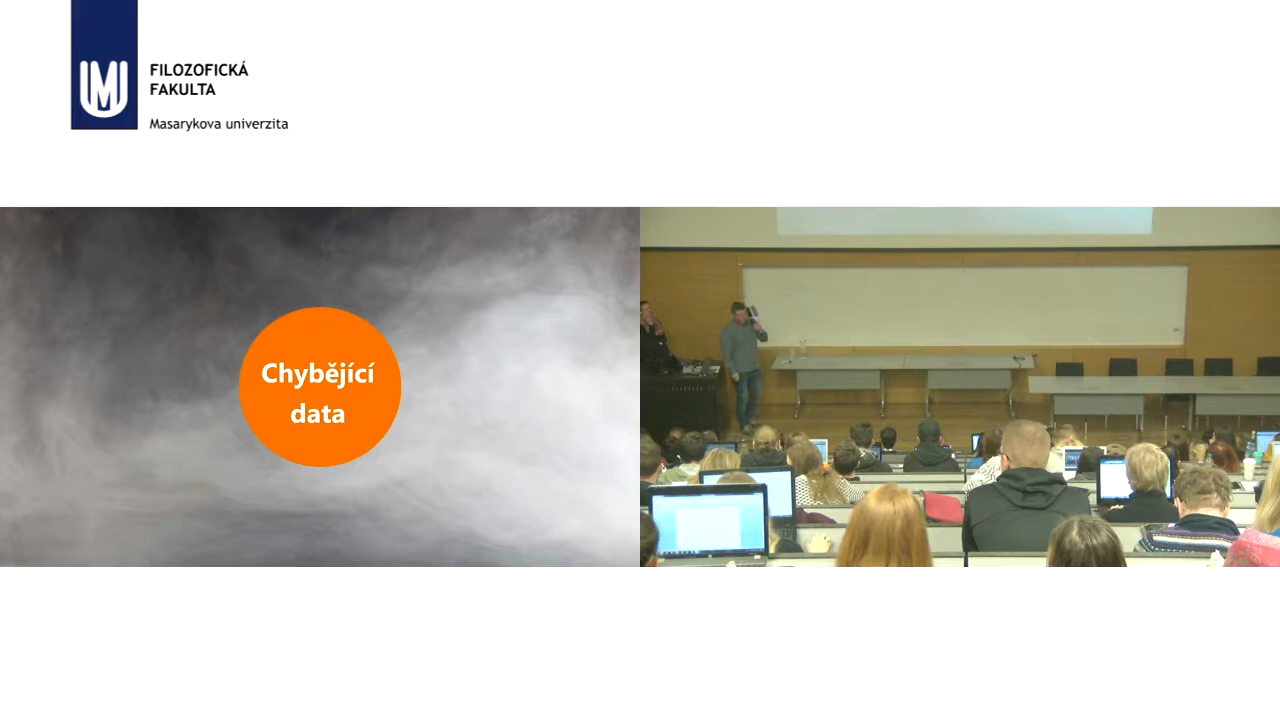 FILOZOFICKÁ
FAKULTA
Masarykova univerzita
Chybějící
data